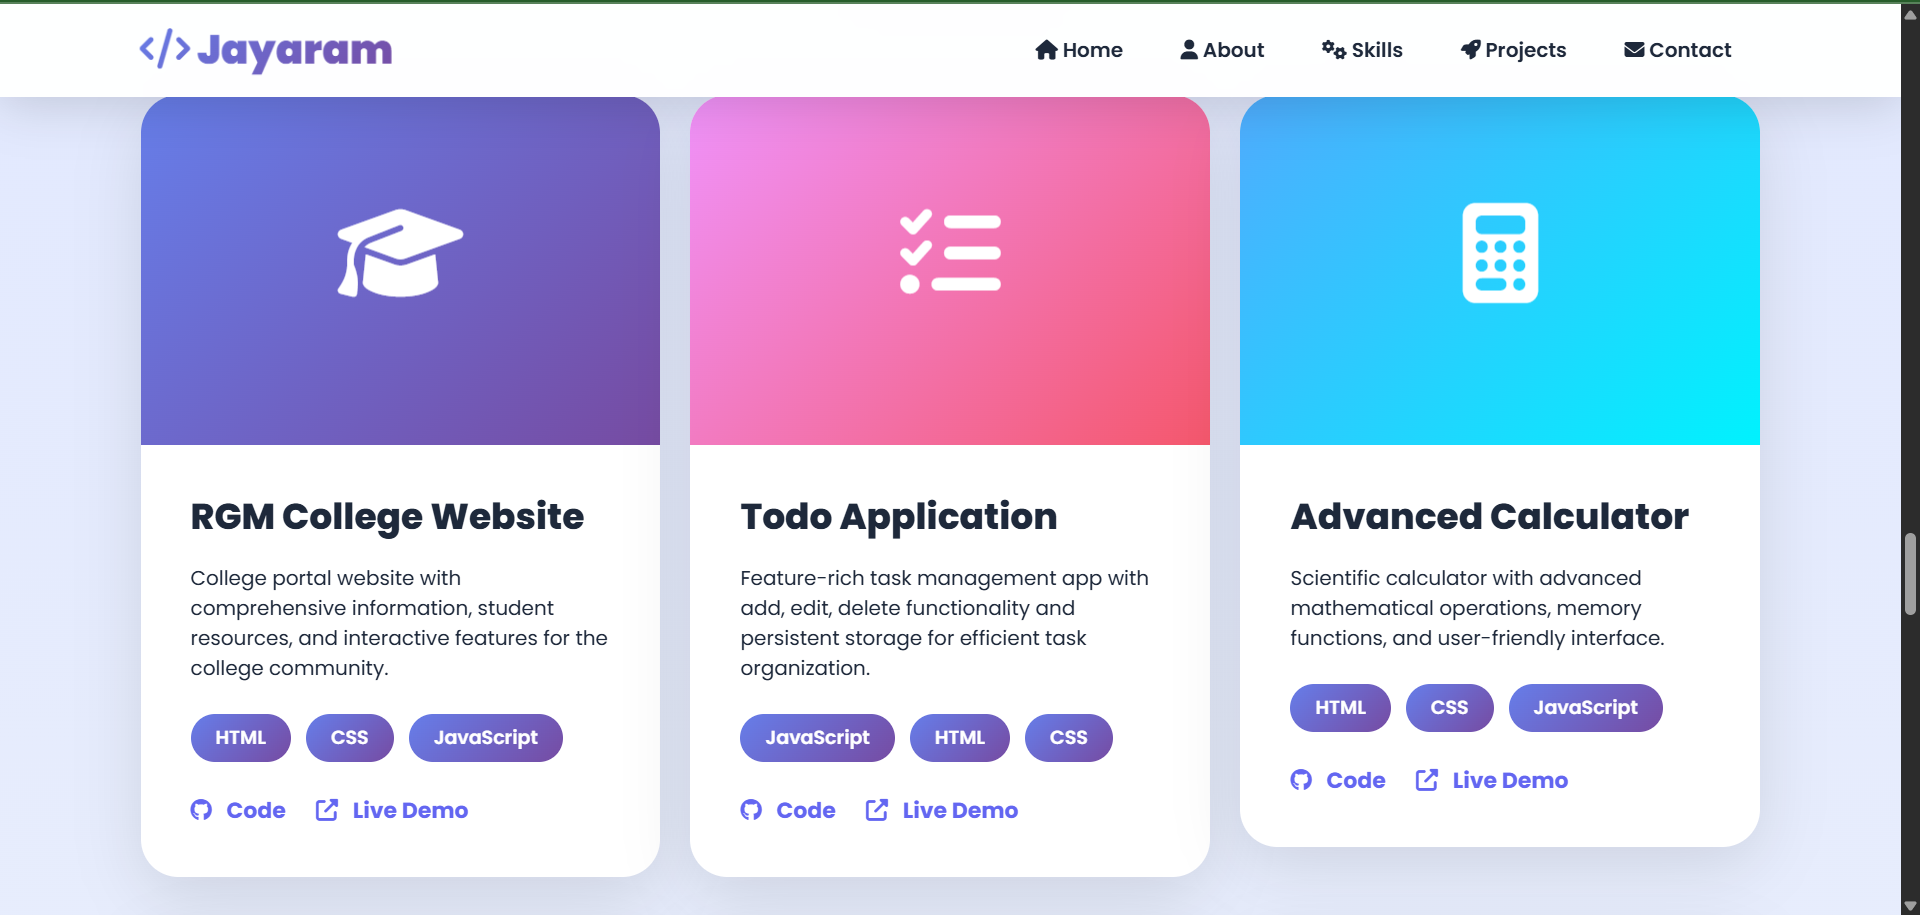 </> Jayaram
Home
About
Skills
Projects
Contact
RGM College Website
College portal website with
comprehensive information, student
resources, and interactive features for the
college community.
HTML
CSS
JavaScript
Code
Live Demo
Todo Application
Feature-rich task management app with
add, edit, delete functionality and
persistent storage for efficient task
organization.
JavaScript
HTML
CSS
Code
Live Demo
Advanced Calculator
Scientific calculator with advanced
mathematical operations, memory
functions, and user-friendly interface.
HTML
CSS
JavaScript
Code
Live Demo